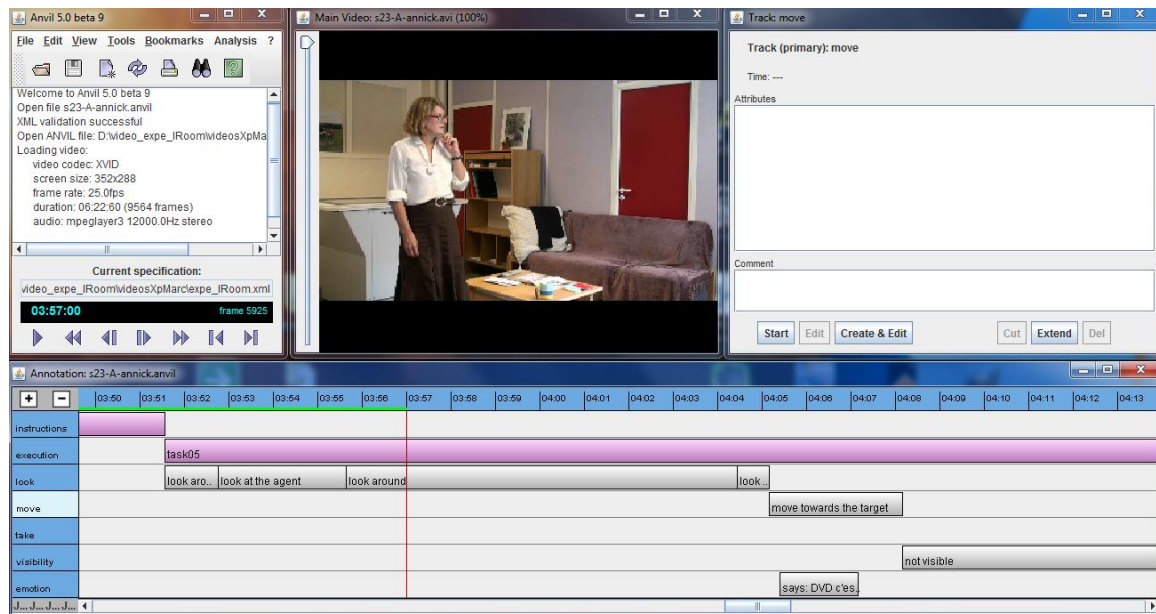 Anvil 5.0 beta 9
File Edit View Tools Bookmarks Analysis ?
Welcome to Anvil 5.0 beta 9
Open file s23-A-annick.anvil
XML validation successful
Open ANVIL file: D:\video_expe_IRoom\videosXpMa
Loading video:
video codec: XVID
screen size: 352x288
frame rate: 25.0fps
duration: 06:22:60 (9564 frames)
audio: mpeglayer3 12000.0Hz stereo
Current specification:
video_expe_IRoom\videosXpMarc\expe_IRoom.xml
03:57:00 frame 5925
Main Video: s23-A-annick.avi (100%)
Track: move
Track (primary): move
Time: ---
Attributes
Comment
Start Edit Create & Edit Cut Extend Del
Annotation: s23-A-annick.anvil
+ - 03:50 03:51 03:52 03:53 03:54 03:55 03:56 03:57 03:58 03:59 04:00 04:01 04:02 04:03 04:04 04:05 04:06 04:07 04:08 04:09 04:10 04:11 04:12 04:13
instructions
execution task05
look look aro.. look at the agent look around look ..
move move towards the target
take
visibility not visible
emotion says: DVD c'es..
J... J... J... J...